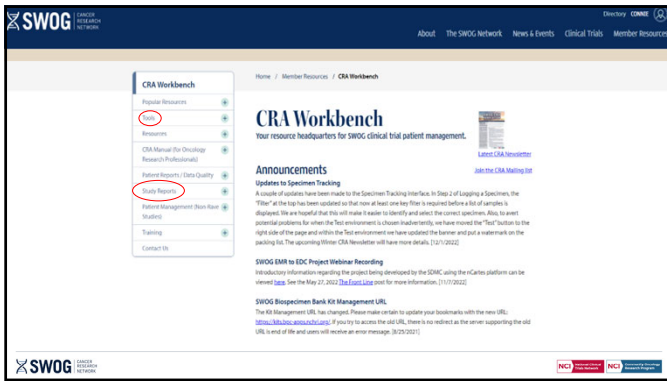 SWOG CANCER RESEARCH NETWORK
Directory CONNIE
About The SWOG Network News & Events Clinical Trials Member Resources
Home / Member Resources / CRA Workbench
CRA Workbench
Popular Resources
Tools
Resources
CRA Manual (for Oncology
Research Professionals)
Patient Reports / Data Quality
Study Reports
Patient Management (Non-Rave
Studies)
Training
Contact Us
CRA Workbench
Your resource headquarters for SWOG clinical trial patient management.
Latest CRA Newsletter
Join the CRA Mailing list
Announcements
Updates to Specimen Tracking
A couple of updates have been made to the Specimen Tracking Interface. In Step 2 of Logging a Specimen, the
"Filter" at the top has been updated so that now at least one key filter is required before a list of samples is
displayed. We are hopeful that this will make it easier to identify and select the correct specimen. Also, to avert
potential problems for when the Test environment is chosen inadvertently, we have moved the "Test" button to the
right side of the page and within the Test environment we have updated the banner and put a watermark on the
packing list. The upcoming Winter CRA Newsletter will have more details. [12/1/2022]
SWOG EMR to EDC Project Webinar Recording
Introductory information regarding the project being developed by the SDMC using the nCartes platform can be
viewed here. See the May 27, 2022 The Front Line post for more information. [11/7/2022]
SWOG Biospecimen Bank Kit Management URL
The Kit Management URL has changed. Please make certain to update your bookmarks with the new URL:
https://kits.bpc-apps.nchri.org/. If you try to access the old URL, there is no redirect as the server supporting the old
URL is end of life and users will receive an error message. [8/25/2021]
SWOG CANCER RESEARCH NETWORK
NCI National Clinical Trials Network
NCI Community Oncology Research Program